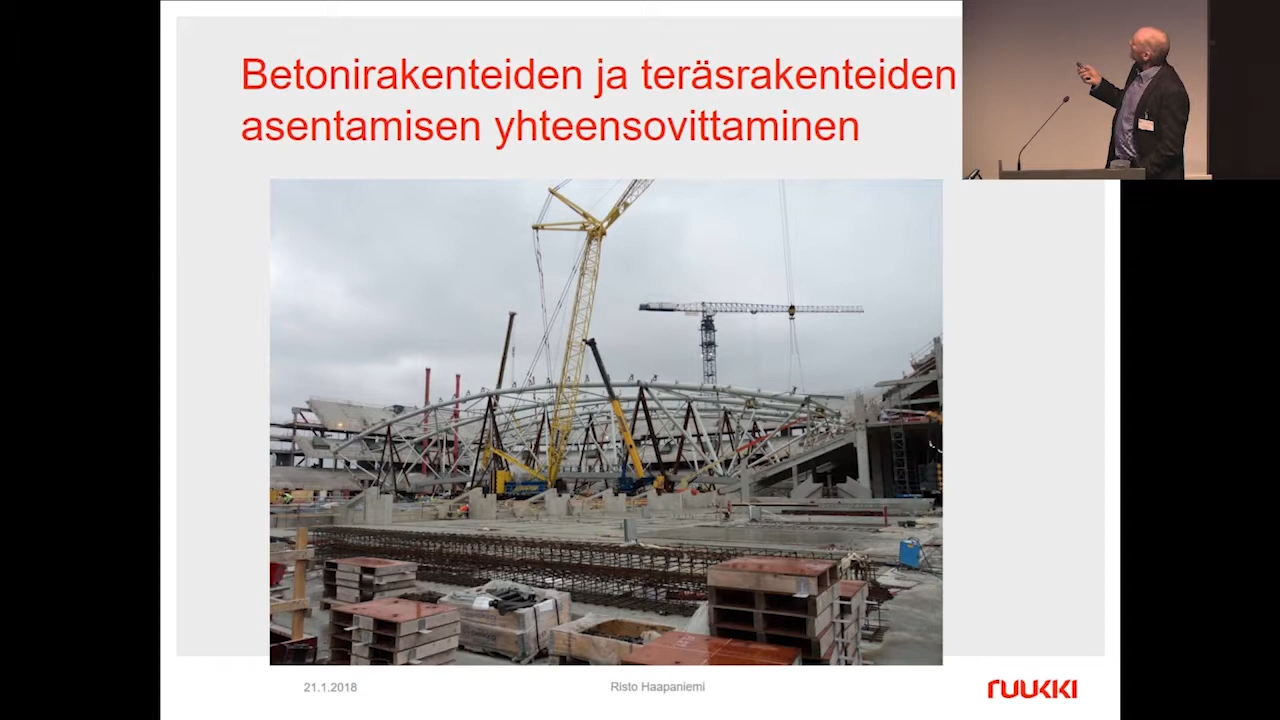 Betonirakenteiden ja teräsrakenteiden
asentamisen yhteensovittaminen
21.1.2018
Risto Haapaniemi
ruukki